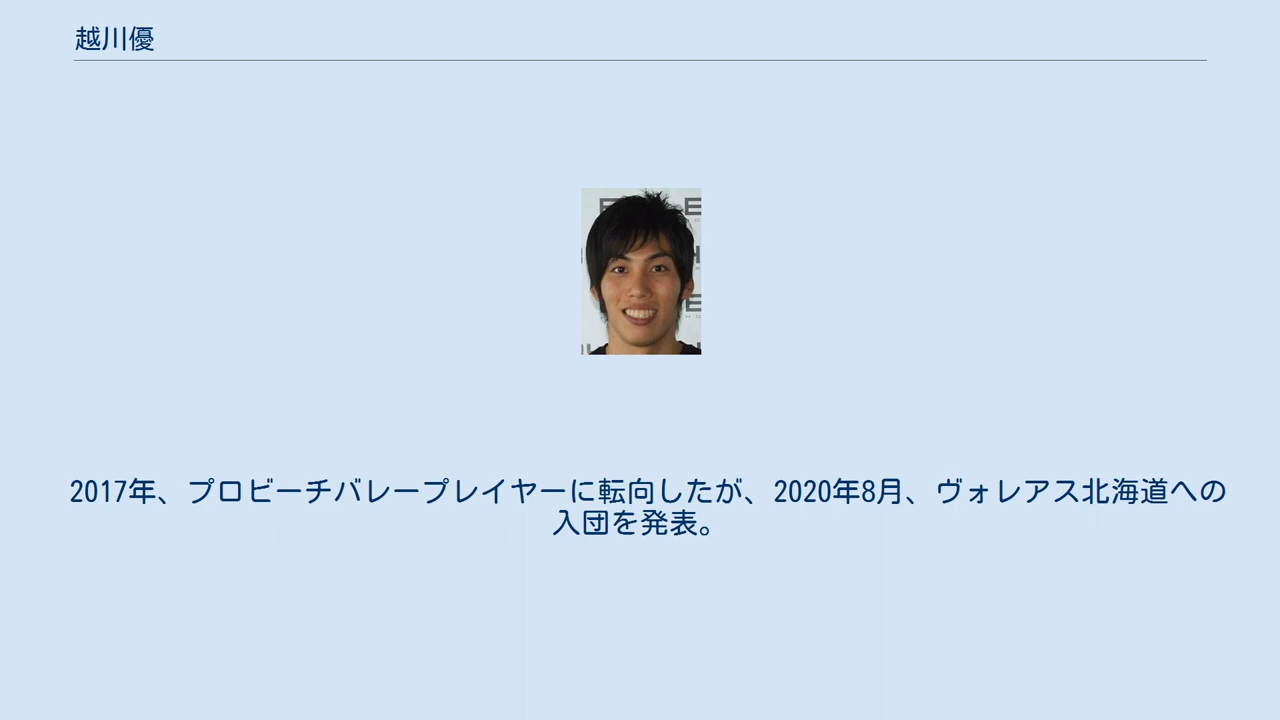 越川優
2017年、プロビーチバレープレイヤーに転向したが、2020年8月、ヴォレアス北海道への
入団を発表。